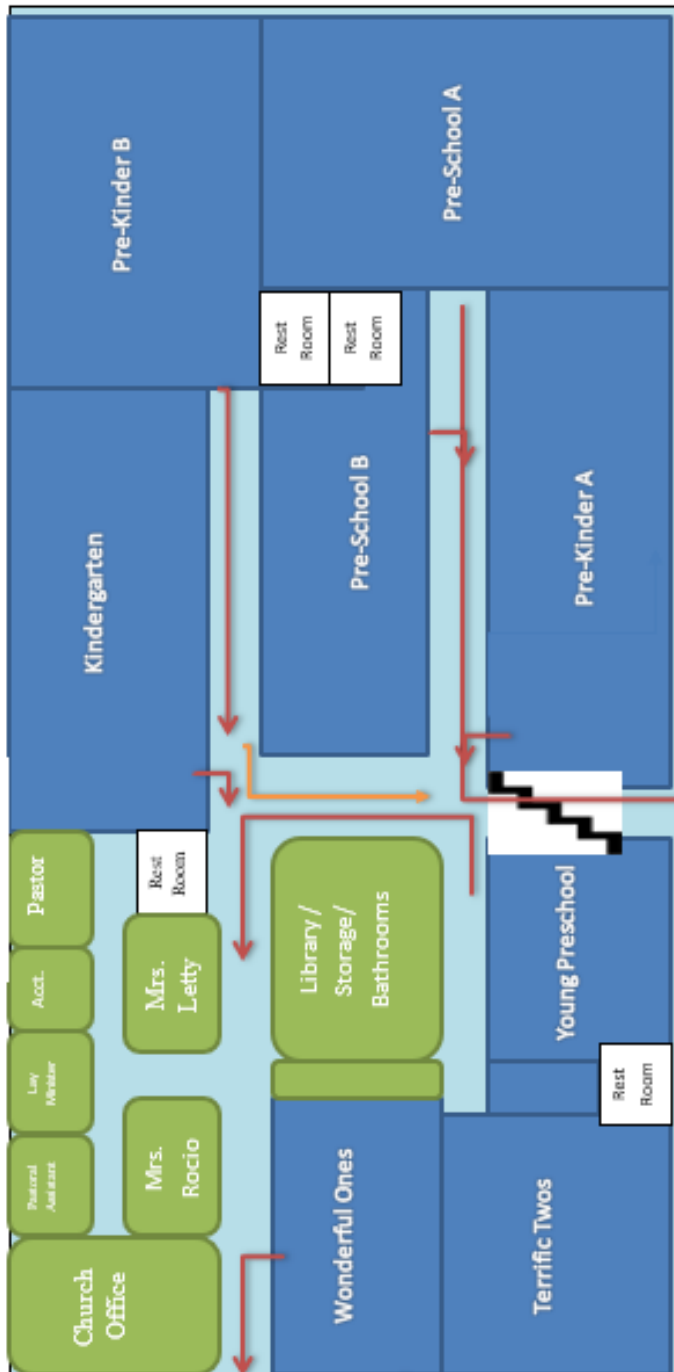 Church
Office
Pastoral
Assistant
Lay
Minister
Acct.
Pastor
Kindergarten
Pre-Kinder B
Mrs.
Rocio
Mrs.
Letty
Rest
Room
Rest
Room
Rest
Room
Wonderful Ones
Library /
Storage/
Bathrooms
Pre-School B
Pre-School A
Terrific Twos
Rest
Room
Young Preschool
Pre-Kinder A